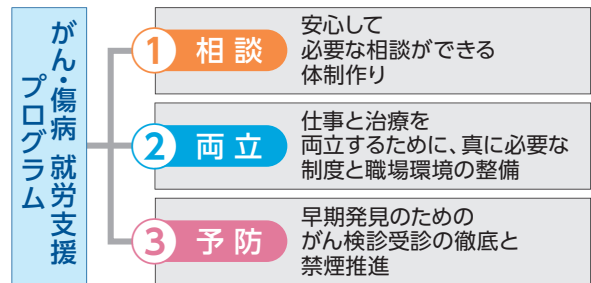 がん・傷病 就労支援
プログラム
1 相談
安心して
必要な相談ができる
体制作り
2 両立
仕事と治療を
両立するために、真に必要な
制度と職場環境の整備
3 予防
早期発見のための
がん検診受診の徹底と
禁煙推進